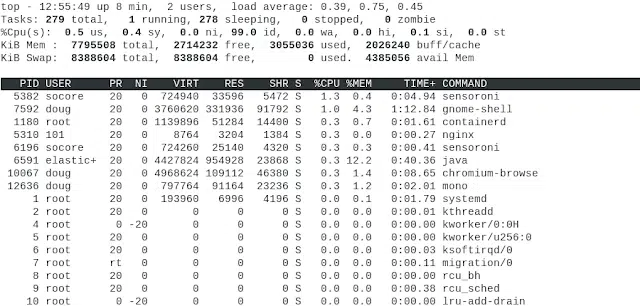 top - 12:55:49 up 8 min,  2 users,  load average: 0.39, 0.75, 0.45
Tasks: 279 total,   1 running, 278 sleeping,   0 stopped,   0 zombie
%Cpu(s):  0.5 us,  0.4 sy,  0.0 ni, 99.0 id,  0.0 wa,  0.0 hi,  0.1 si,  0.0 st
KiB Mem :  7795508 total,  2714232 free,  3055036 used,  2026240 buff/cache
KiB Swap:  8388604 total,  8388604 free,        0 used.  4385056 avail Mem
PID USER      PR  NI    VIRT    RES    SHR S  %CPU %MEM     TIME+ COMMAND
5382 socore    20   0  724940  33596   5472 S   1.3  0.4   0:04.94 sensoroni
7592 doug      20   0 3760620 331936  91792 S   1.0  4.3   1:12.84 gnome-shell
1180 root      20   0 1139896  51284  14400 S   0.3  0.7   0:01.61 containerd
5310 101       20   0    8764   3204   1384 S   0.3  0.0   0:00.27 nginx
6196 socore    20   0  724260  25140   4320 S   0.3  0.3   0:00.41 sensoroni
6591 elastic+  20   0 4427824 954928  23868 S   0.3 12.2   0:40.36 java
10067 doug      20   0 4968624 109112  46380 S   0.3  1.4   0:08.65 chromium-browse
12636 doug      20   0  797764  91164  23236 S   0.3  1.2   0:02.01 mono
1 root      20   0  193960   6996   4196 S   0.0  0.1   0:01.79 systemd
2 root      20   0       0      0      0 S   0.0  0.0   0:00.01 kthreadd
4 root       0 -20       0      0      0 S   0.0  0.0   0:00.00 kworker/0:0H
5 root      20   0       0      0      0 S   0.0  0.0   0:00.00 kworker/u256:0
6 root      20   0       0      0      0 S   0.0  0.0   0:00.03 ksoftirqd/0
7 root      rt   0       0      0      0 S   0.0  0.0   0:00.11 migration/0
8 root      20   0       0      0      0 S   0.0  0.0   0:00.00 rcu_bh
9 root      20   0       0      0      0 S   0.0  0.0   0:00.38 rcu_sched
10 root       0 -20       0      0      0 S   0.0  0.0   0:00.00 lru-add-drain